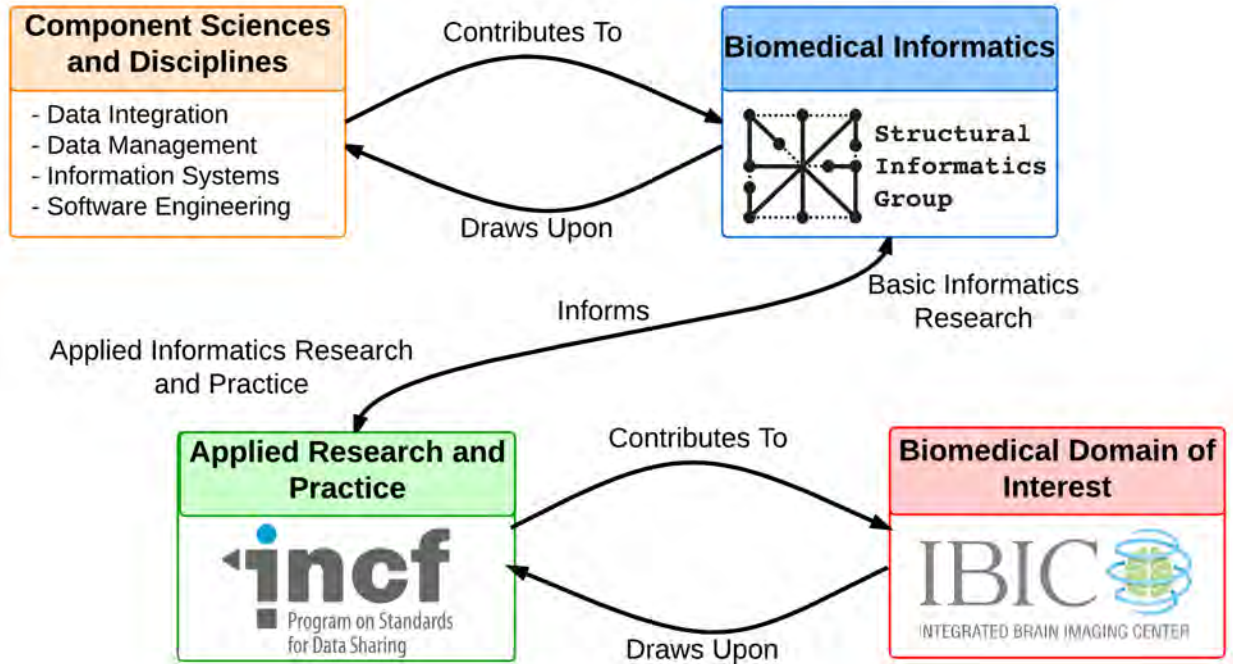 Component Sciences
and Disciplines
- Data Integration
- Data Management
- Information Systems
- Software Engineering
Contributes To
Draws Upon
Biomedical Informatics
Structural
Informatics
Group
Informs
Basic Informatics
Research
Applied Informatics Research
and Practice
Applied Research and
Practice
incf
Program on Standards
for Data Sharing
Contributes To
Draws Upon
Biomedical Domain of
Interest
IBIC
INTEGRATED BRAIN IMAGING CENTER